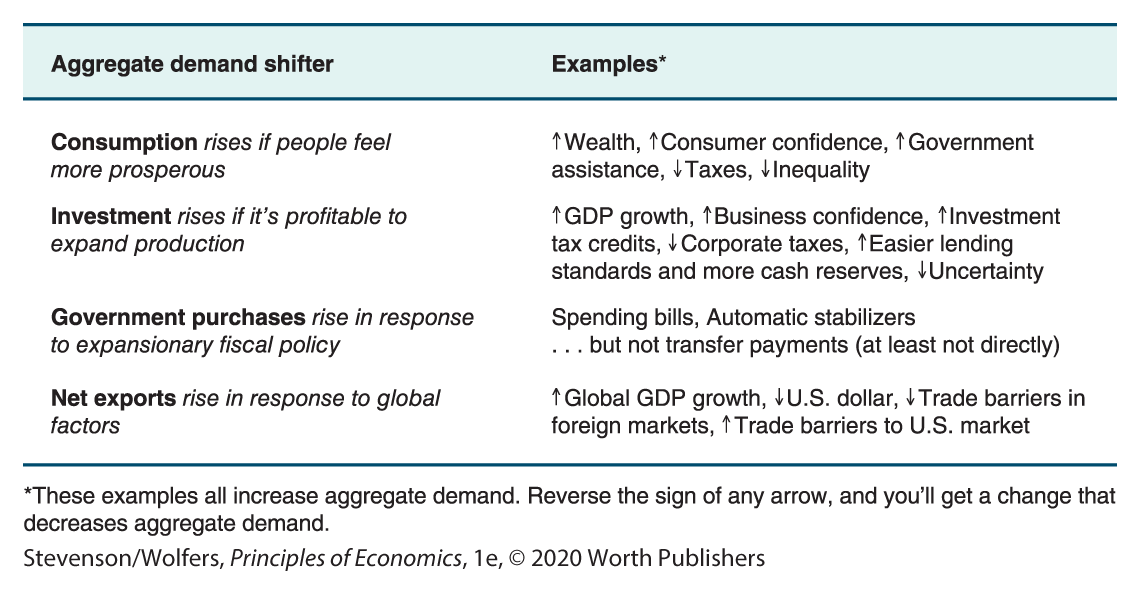 Aggregate demand shifter
Examples*
Consumption rises if people feel
more prosperous
↑Wealth, ↑Consumer confidence, ↑Government
assistance, ↓Taxes, ↓Inequality
Investment rises if it's profitable to
expand production
↑GDP growth, ↑Business confidence, ↑Investment
tax credits, ↓Corporate taxes, ↑Easier lending
standards and more cash reserves, ↓Uncertainty
Government purchases rise in response
to expansionary fiscal policy
Spending bills, Automatic stabilizers
. . . but not transfer payments (at least not directly)
Net exports rise in response to global
factors
↑Global GDP growth, ↓U.S. dollar, ↓Trade barriers in
foreign markets, ↑Trade barriers to U.S. market
*These examples all increase aggregate demand. Reverse the sign of any arrow, and you'll get a change that
decreases aggregate demand.
Stevenson/Wolfers, Principles of Economics, 1e, © 2020 Worth Publishers